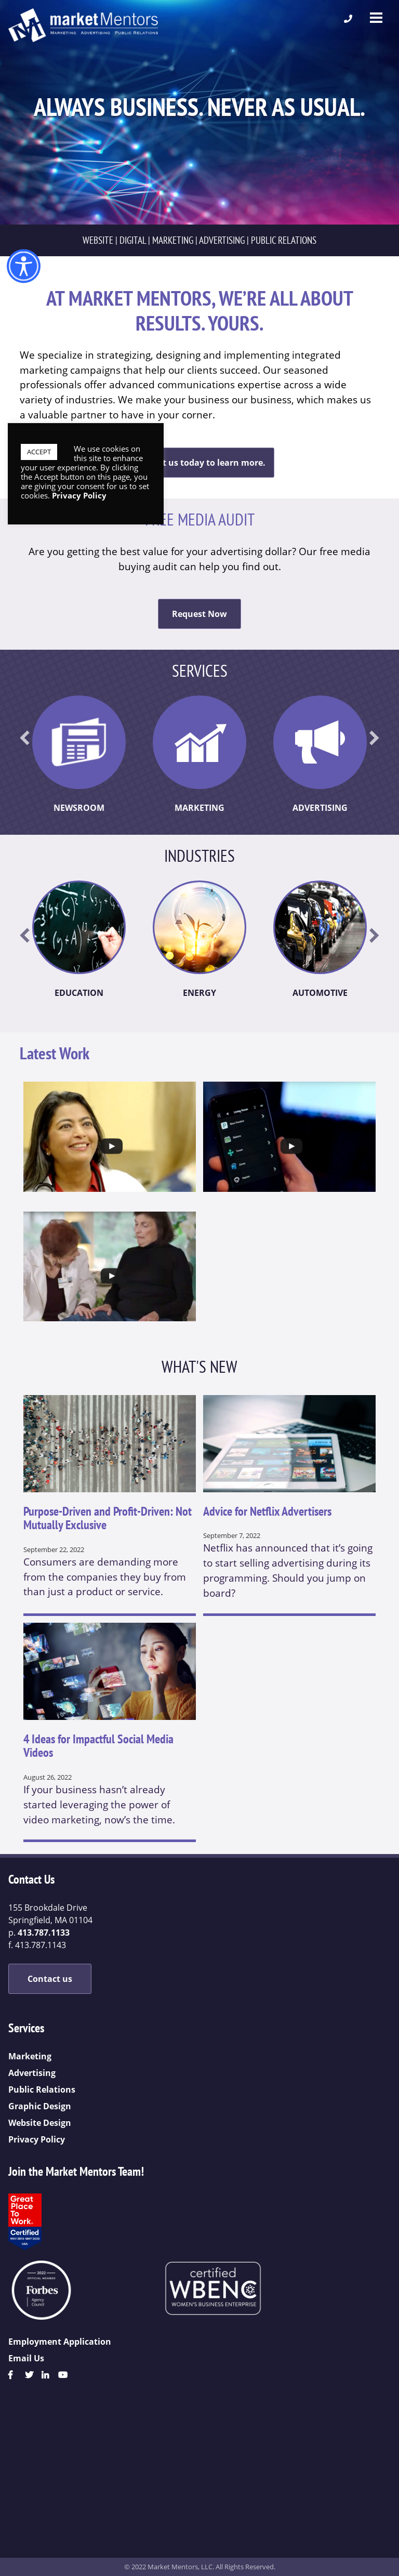 marketMentors
MARKETING ADVERTISING PUBLIC RELATIONS
ALWAYS BUSINESS. NEVER AS USUAL.
WEBSITE | DIGITAL | MARKETING | ADVERTISING | PUBLIC RELATIONS
AT MARKET MENTORS, WE'RE ALL ABOUT
RESULTS. YOURS.
We specialize in strategizing, designing and implementing integrated
marketing campaigns that help our clients succeed. Our seasoned
professionals offer advanced communications expertise across a wide
variety of industries. We make your business our business, which makes us
a valuable partner to have in your corner.
ACCEPT
We use cookies on
this site to enhance
your user experience. By clicking
the Accept button on this page, you
are giving your consent for us to set
cookies. Privacy Policy
us today to learn more.
MEDIA AUDIT
Are you getting the best value for your advertising dollar? Our free media
buying audit can help you find out.
Request Now
SERVICES
NEWSROOM
MARKETING
ADVERTISING
INDUSTRIES
EDUCATION
ENERGY
AUTOMOTIVE
Latest Work
WHAT'S NEW
Purpose-Driven and Profit-Driven: Not
Mutually Exclusive
September 22, 2022
Consumers are demanding more
from the companies they buy from
than just a product or service.
Advice for Netflix Advertisers
September 7, 2022
Netflix has announced that it's going
to start selling advertising during its
programming. Should you jump on
board?
4 Ideas for Impactful Social Media
Videos
August 26, 2022
If your business hasn't already
started leveraging the power of
video marketing, now's the time.
Contact Us
155 Brookdale Drive
Springfield, MA 01104
p. 413.787.1133
f. 413.787.1143
Contact us
Services
Marketing
Advertising
Public Relations
Graphic Design
Website Design
Privacy Policy
Join the Market Mentors Team!
Great
Place
To
Work.
Certified
2022
OFFICIAL MEMBER
Forbes
Agency
Council
certified
WBENC
WOMEN'S BUSINESS ENTERPRISE
Employment Application
Email Us
© 2022 Market Mentors, LLC. All Rights Reserved.